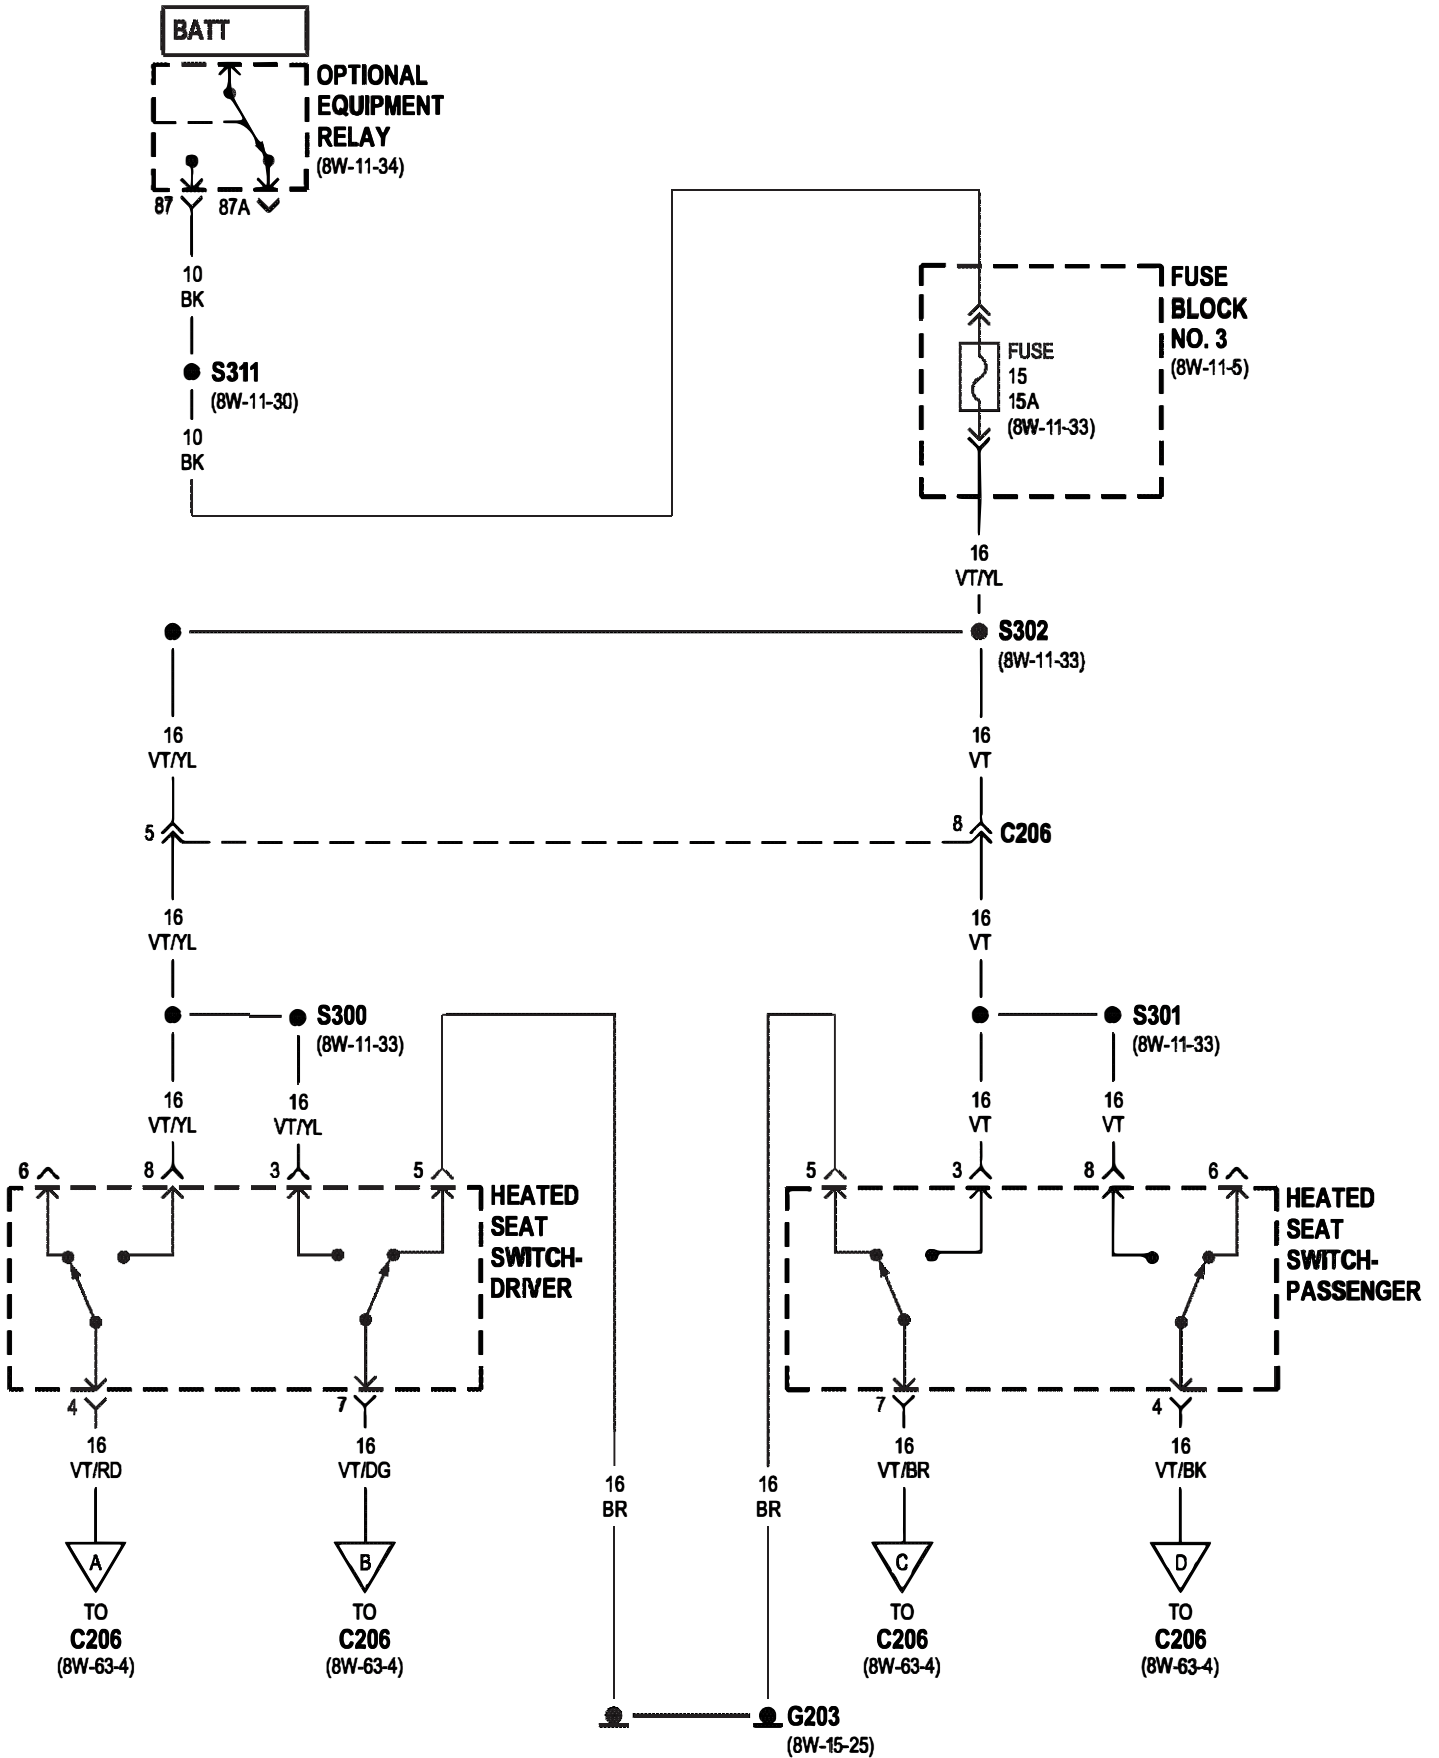 BATT
OPTIONAL
EQUIPMENT
RELAY
(8W-11-34)
87
87A
10
BK
S311
(8W-11-30)
10
BK
FUSE
BLOCK
NO. 3
(8W-11-5)
FUSE
15
15A
(8W-11-33)
16
VT/YL
S302
(8W-11-33)
16
VT/YL
16
VT
5
8
C206
16
VT/YL
16
VT
S300
(8W-11-33)
S301
(8W-11-33)
16
VT/YL
16
VT/YL
16
VT
16
VT
6
8
3
5
5
3
8
6
HEATED
SEAT
SWITCH-
DRIVER
HEATED
SEAT
SWITCH-
PASSENGER
4
7
7
4
16
VT/RD
16
VT/DG
16
BR
16
BR
16
VT/BR
16
VT/BK
A
B
C
D
TO
C206
(8W-63-4)
TO
C206
(8W-63-4)
TO
C206
(8W-63-4)
TO
C206
(8W-63-4)
G203
(8W-15-25)